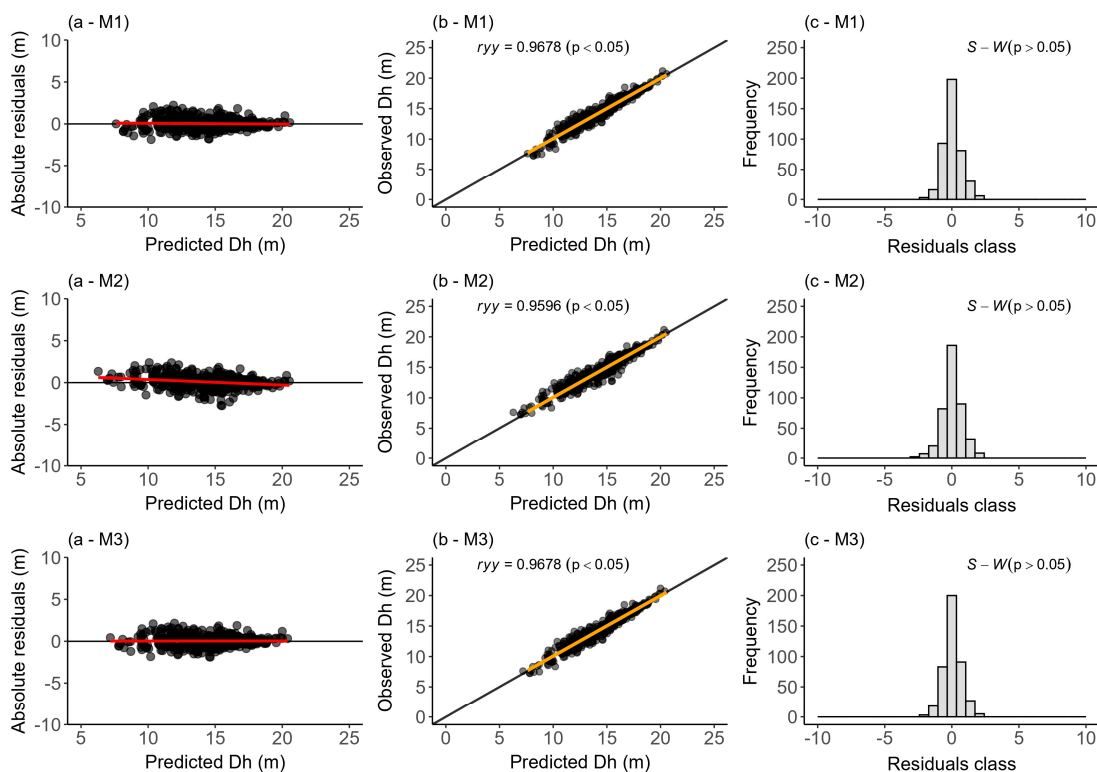 (a - M1)
Absolute residuals (m)
10
5
0
-5
-10
5 10 15 20 25
Predicted Dh (m)
(b - M1)
ryy = 0.9678 (p < 0.05)
Observed Dh (m)
25
20
15
10
5
0
0 5 10 15 20 25
Predicted Dh (m)
(c - M1)
S − W(p > 0.05)
Frequency
250
200
150
100
50
0
-10 -5 0 5 10
Residuals class
(a - M2)
Absolute residuals (m)
10
5
0
-5
-10
5 10 15 20 25
Predicted Dh (m)
(b - M2)
ryy = 0.9596 (p < 0.05)
Observed Dh (m)
25
20
15
10
5
0
0 5 10 15 20 25
Predicted Dh (m)
(c - M2)
S − W(p > 0.05)
Frequency
250
200
150
100
50
0
-10 -5 0 5 10
Residuals class
(a - M3)
Absolute residuals (m)
10
5
0
-5
-10
5 10 15 20 25
Predicted Dh (m)
(b - M3)
ryy = 0.9678 (p < 0.05)
Observed Dh (m)
25
20
15
10
5
0
0 5 10 15 20 25
Predicted Dh (m)
(c - M3)
S − W(p > 0.05)
Frequency
250
200
150
100
50
0
-10 -5 0 5 10
Residuals class